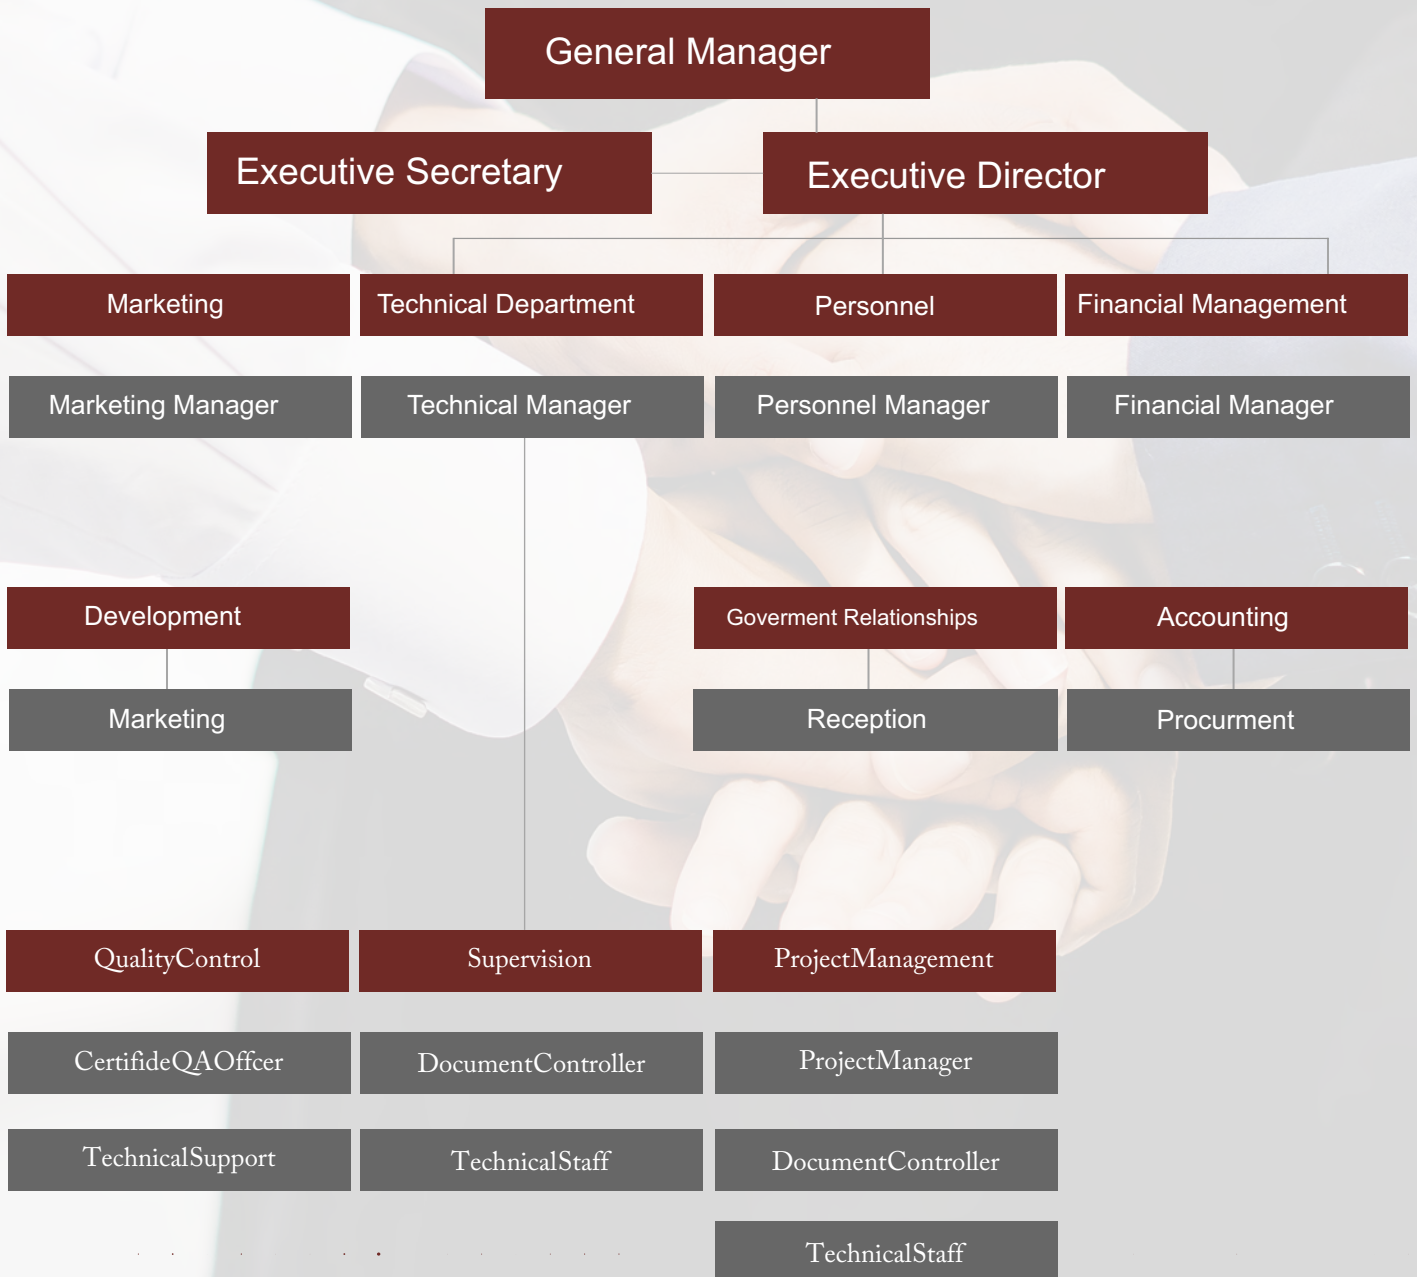 General Manager
Executive Secretary
Executive Director
Marketing
Technical Department
Personnel
Financial Management
Marketing Manager
Technical Manager
Personnel Manager
Financial Manager
Development
Goverment Relationships
Accounting
Marketing
Reception
Procurment
QualityControl
Supervision
ProjectManagement
CertifideQAOffcer
DocumentController
ProjectManager
TechnicalSupport
TechnicalStaff
DocumentController
TechnicalStaff